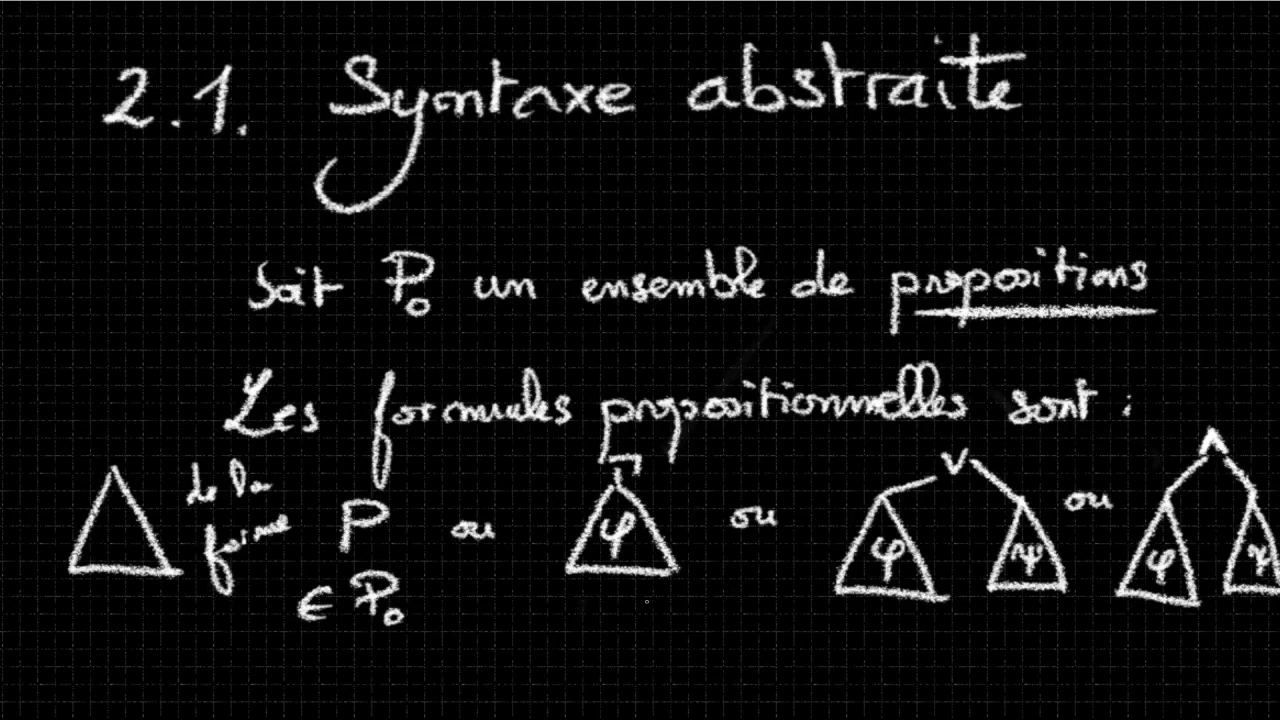 2.1. Syntaxe abstraite
Soit P₀ un ensemble de propositions
Les formules propositionnelles sont :
de la forme P ∈ P₀ ou ¬ φ ou ∨ φ ψ ou ∧ φ ψ